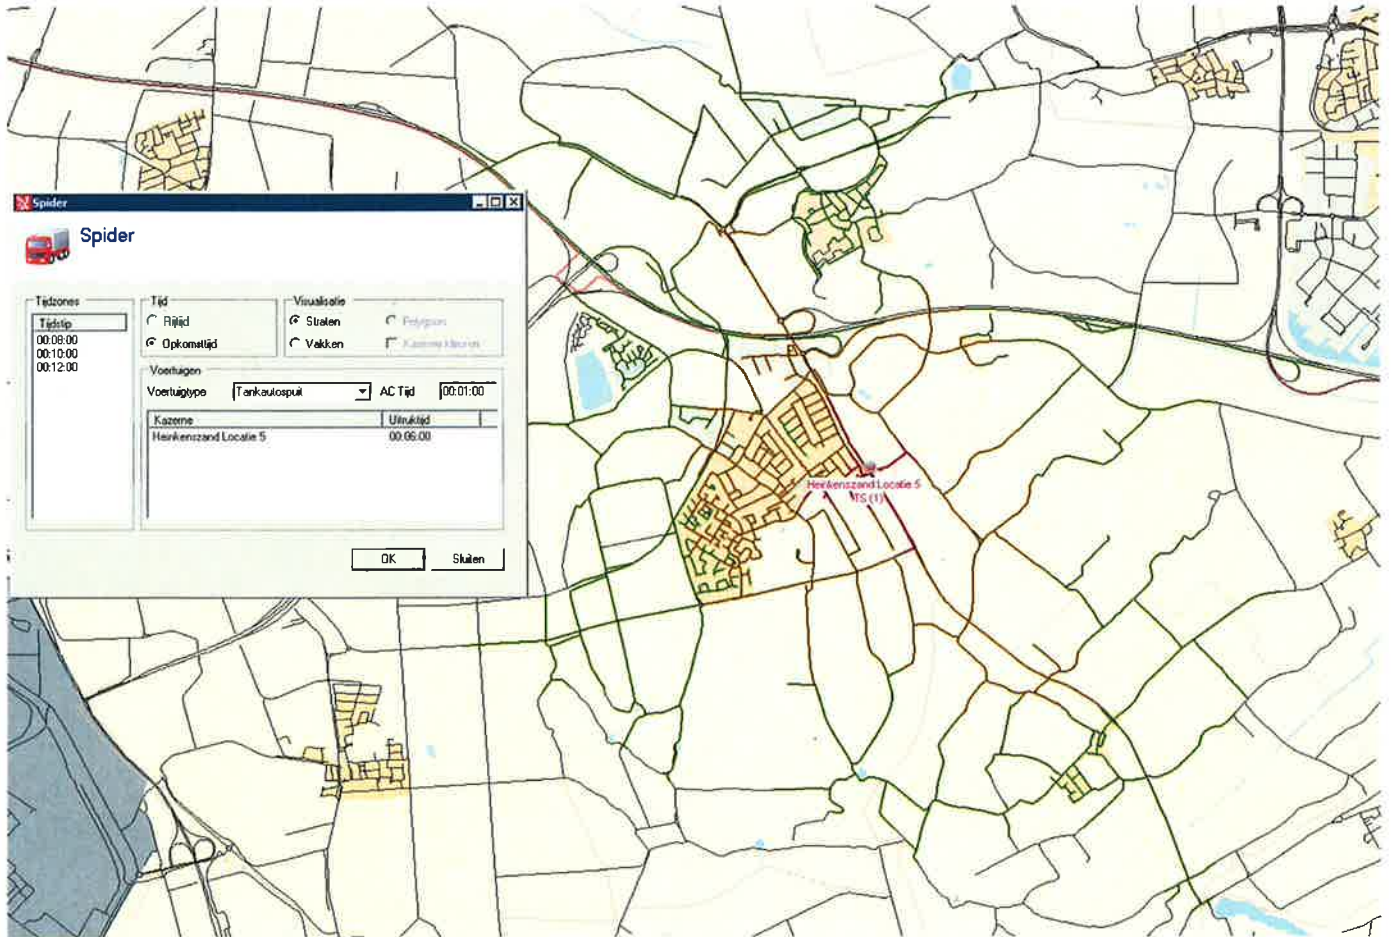 Spider
Spider
Tijdzones
Tijdstip
00:08:00
00:10:00
00:12:00
Tijd
Rijtijd
Opkomsttijd
Visualisatie
Straten
Polygoon
Vakken
Kazerne kleuren
Voertuigen
Voertuigtype
Tankautospuit
AC Tijd
00:01:00
Kazerne
Uitruktijd
Heinkenszand Locatie 5
00:06:00
OK
Sluiten
Heinkenszand Locatie 5
TS (1)